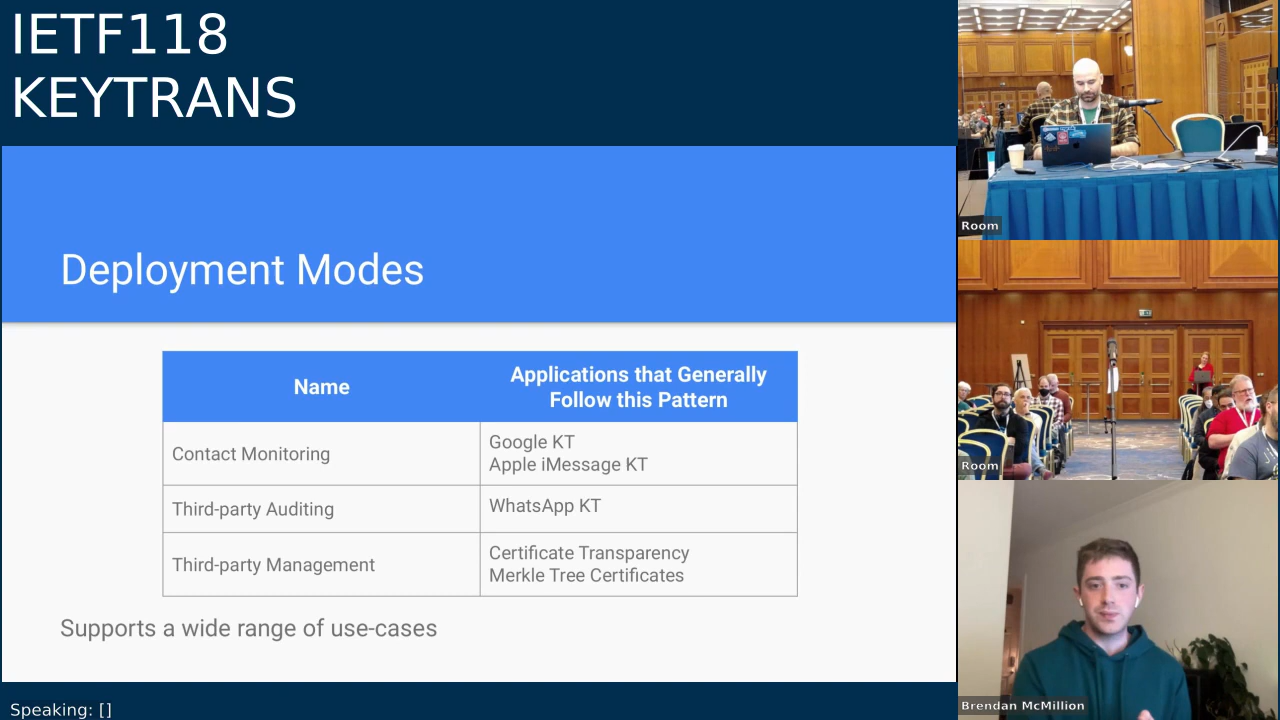 IETF118
KEYTRANS
Deployment Modes
Name
Applications that Generally
Follow this Pattern
Contact Monitoring
Google KT
Apple iMessage KT
Third-party Auditing
WhatsApp KT
Third-party Management
Certificate Transparency
Merkle Tree Certificates
Supports a wide range of use-cases
Speaking: []
Room
Room
Brendan McMillion